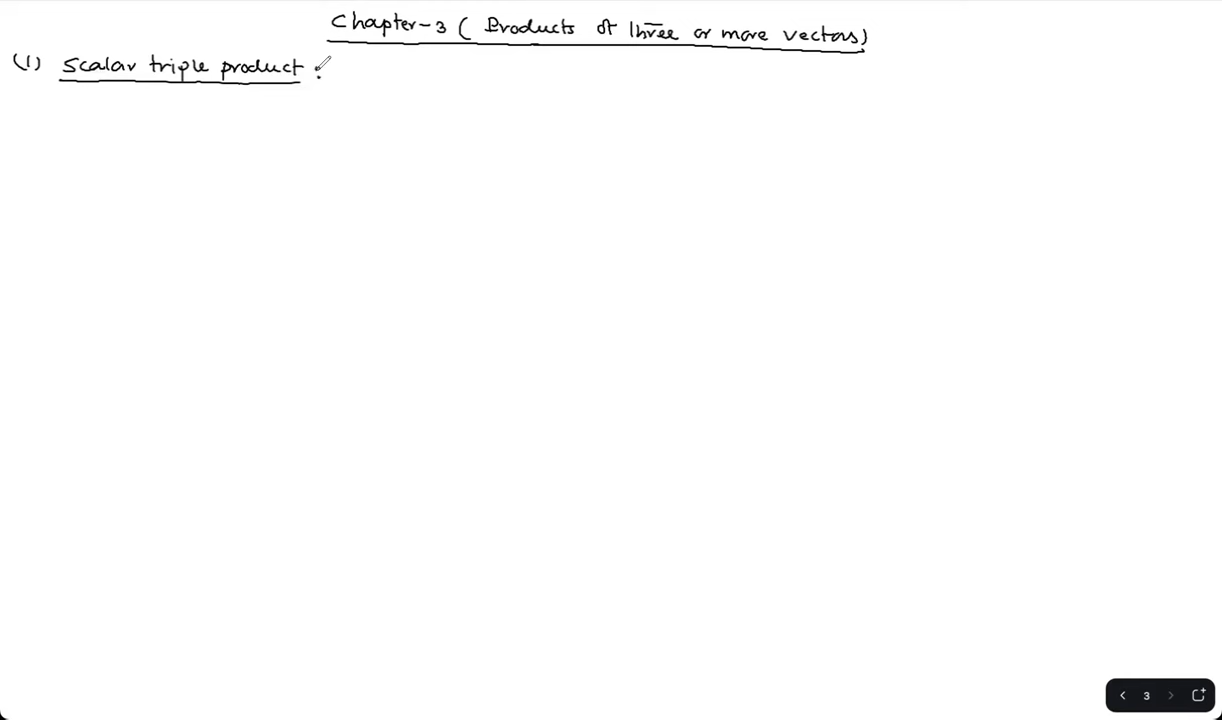 Chapter-3 ( Products of three or more vectors)
(1) Scalar triple product :
3